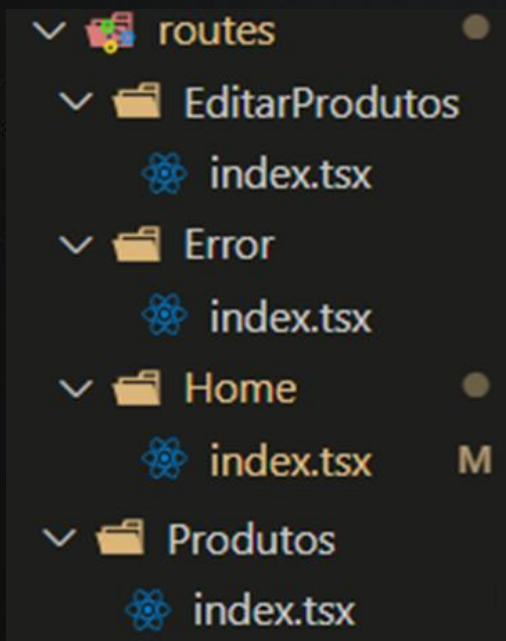 routes
EditarProdutos
index.tsx
Error
index.tsx
Home
index.tsx M
Produtos
index.tsx